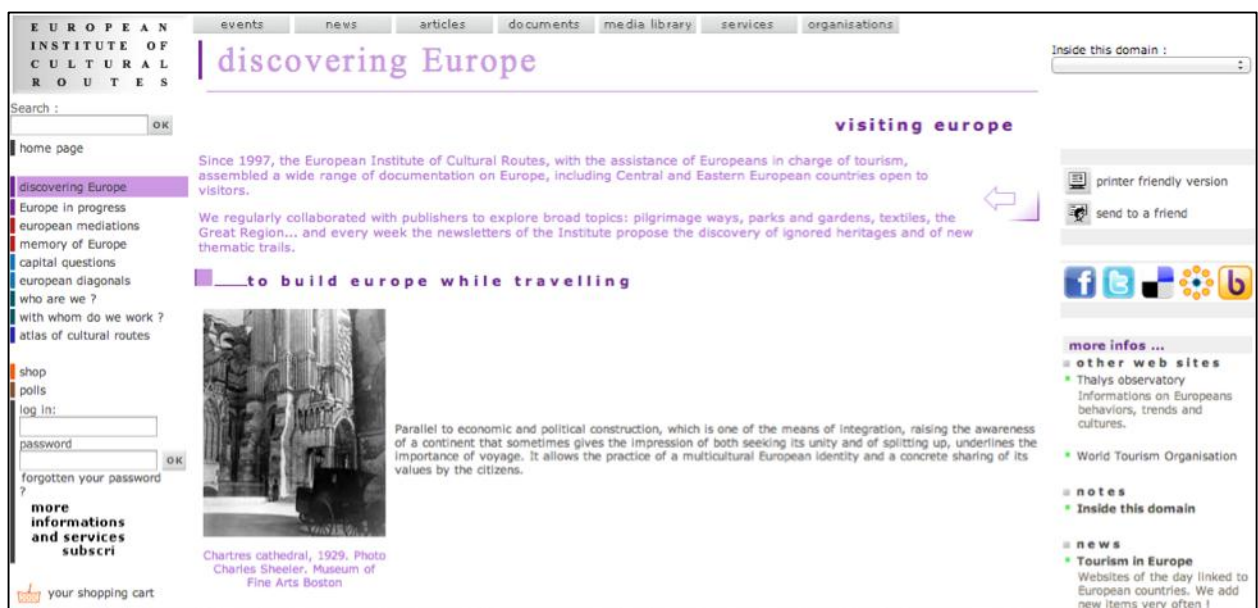 EUROPEAN
INSTITUTE OF
CULTURAL
ROUTES
events news articles documents media library services organisations
discovering Europe
Inside this domain :
Search :
OK
home page
discovering Europe
Europe in progress
european mediations
memory of Europe
capital questions
european diagonals
who are we ?
with whom do we work ?
atlas of cultural routes
shop
polls
log in:
password
OK
forgotten your password
?
more
informations
and services
subscri
your shopping cart
visiting europe
Since 1997, the European Institute of Cultural Routes, with the assistance of Europeans in charge of tourism,
assembled a wide range of documentation on Europe, including Central and Eastern European countries open to
visitors.
We regularly collaborated with publishers to explore broad topics: pilgrimage ways, parks and gardens, textiles, the
Great Region... and every week the newsletters of the Institute propose the discovery of ignored heritages and of new
thematic trails.
to build europe while travelling
Parallel to economic and political construction, which is one of the means of integration, raising the awareness
of a continent that sometimes gives the impression of both seeking its unity and of splitting up, underlines the
importance of voyage. It allows the practice of a multicultural European identity and a concrete sharing of its
values by the citizens.
Chartres cathedral, 1929. Photo
Charles Sheeler. Museum of
Fine Arts Boston
printer friendly version
send to a friend
f t b
more infos ...
other web sites
Thalys observatory
Informations on Europeans
behaviors, trends and
cultures.
World Tourism Organisation
notes
Inside this domain
news
Tourism in Europe
Websites of the day linked to
European countries. We add
new items very often !